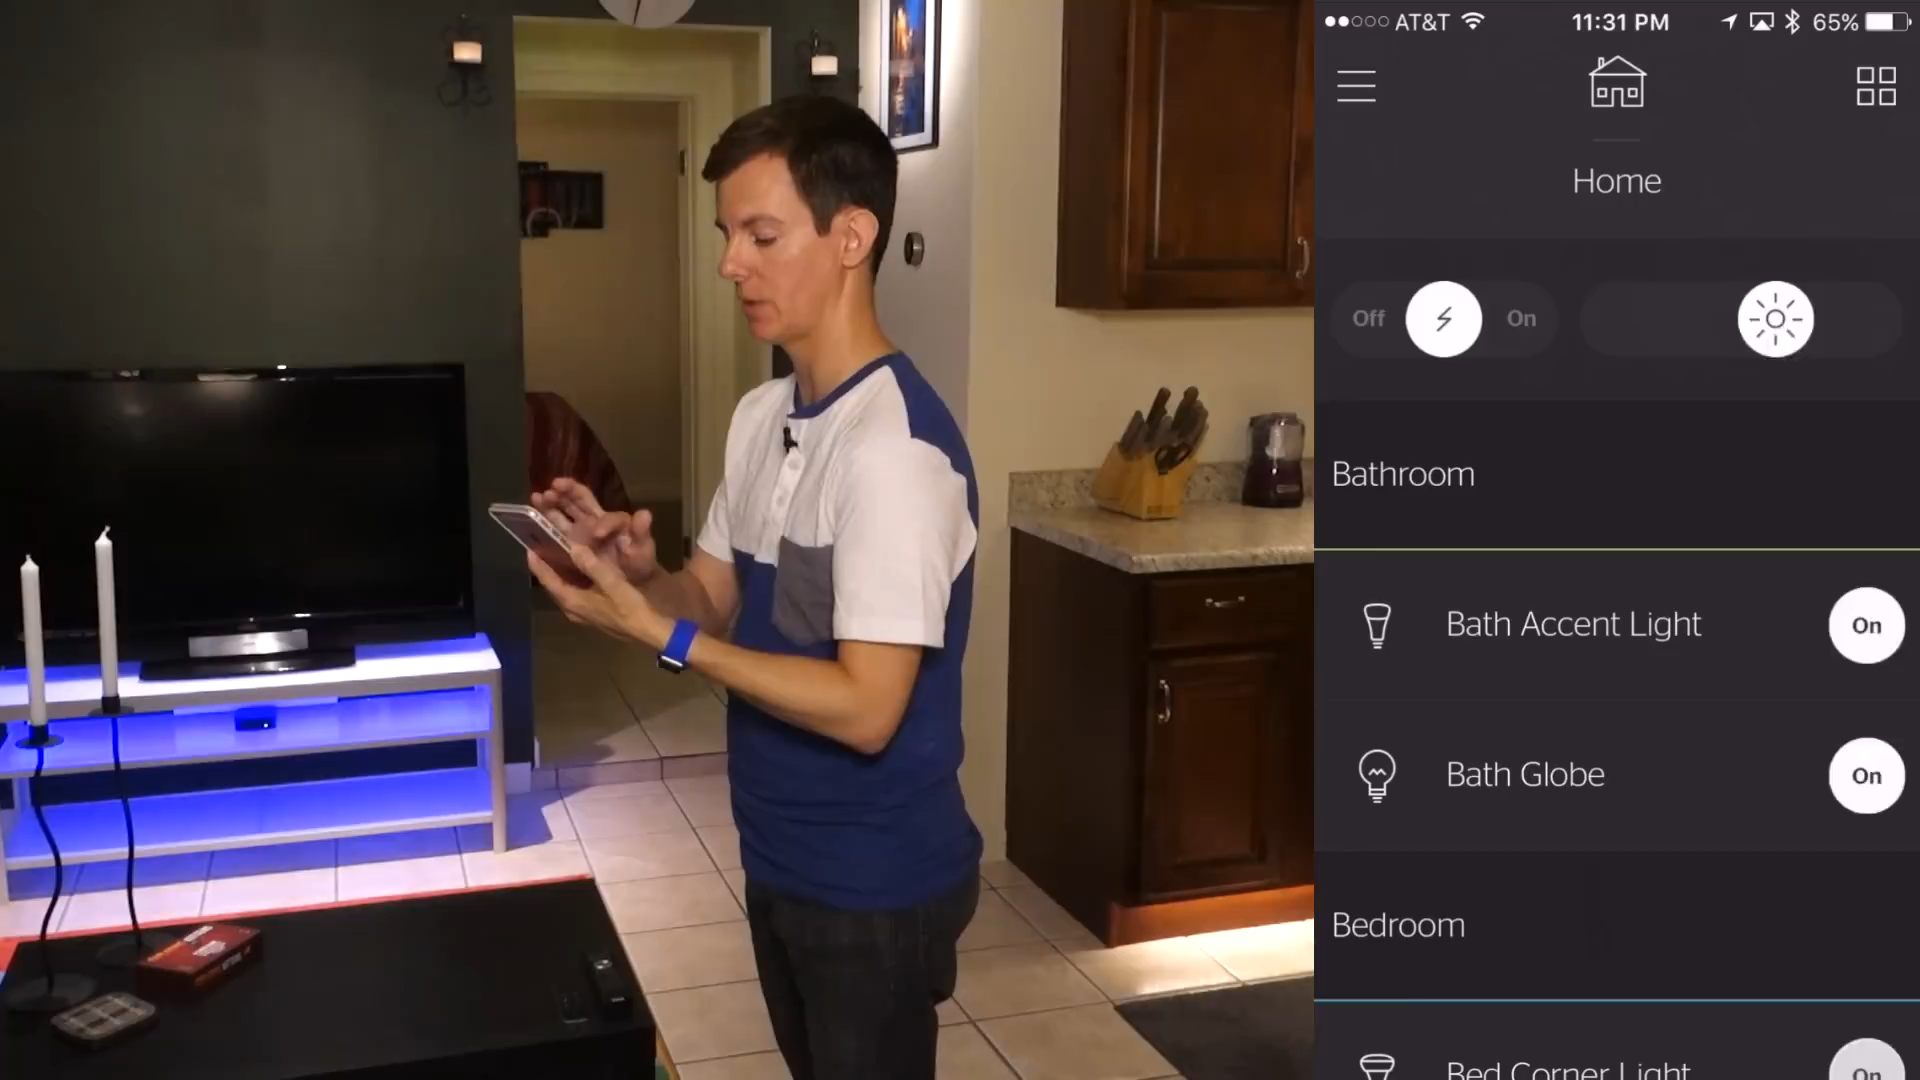 AT&T 11:31 PM 65%
Home
Off On
Bathroom
Bath Accent Light On
Bath Globe On
Bedroom
Bed Corner Light On